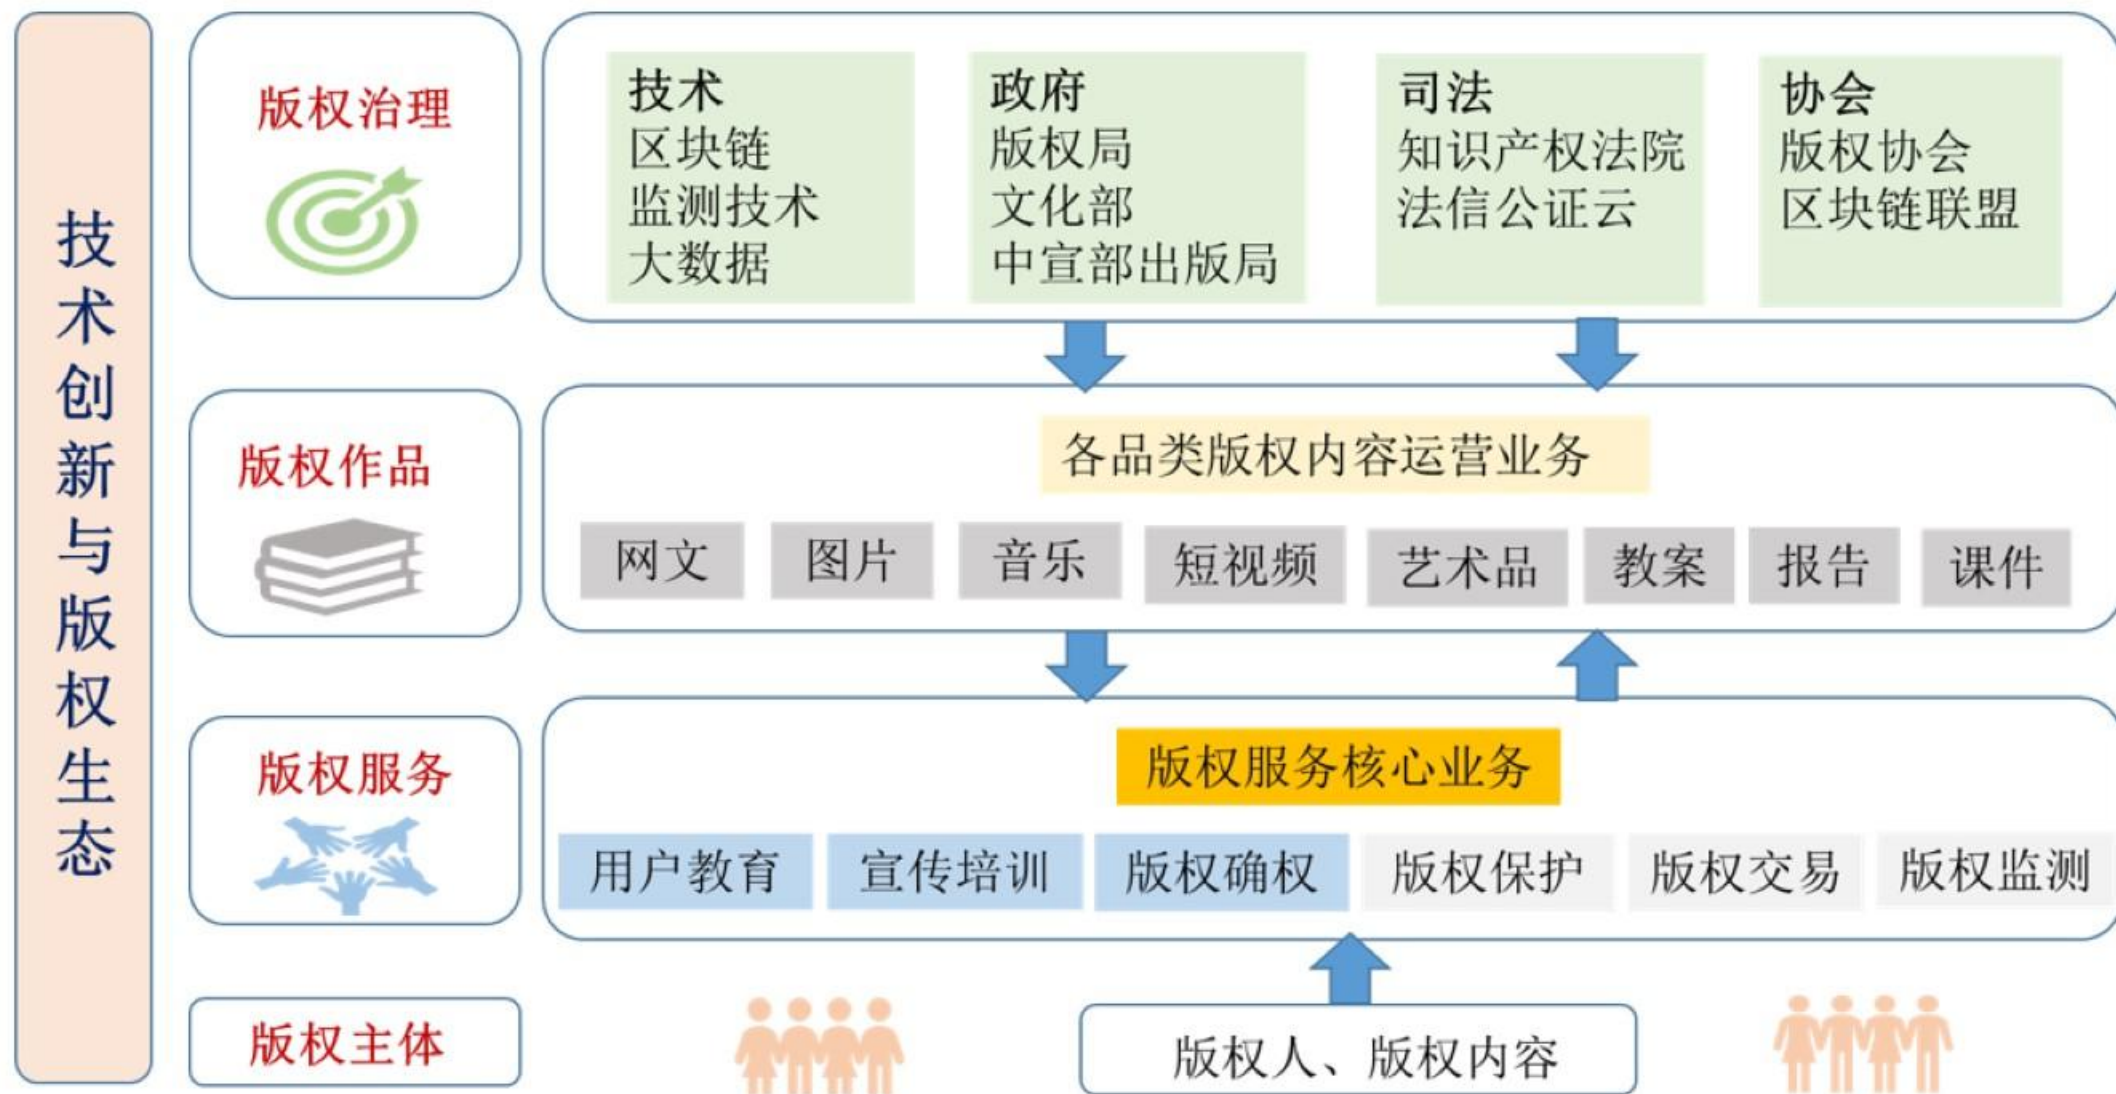 技术创新与版权生态
版权治理
技术
区块链
监测技术
大数据
政府
版权局
文化部
中宣部出版局
司法
知识产权法院
法信公证云
协会
版权协会
区块链联盟
版权作品
各品类版权内容运营业务
网文
图片
音乐
短视频
艺术品
教案
报告
课件
版权服务
版权服务核心业务
用户教育
宣传培训
版权确权
版权保护
版权交易
版权监测
版权主体
版权人、版权内容